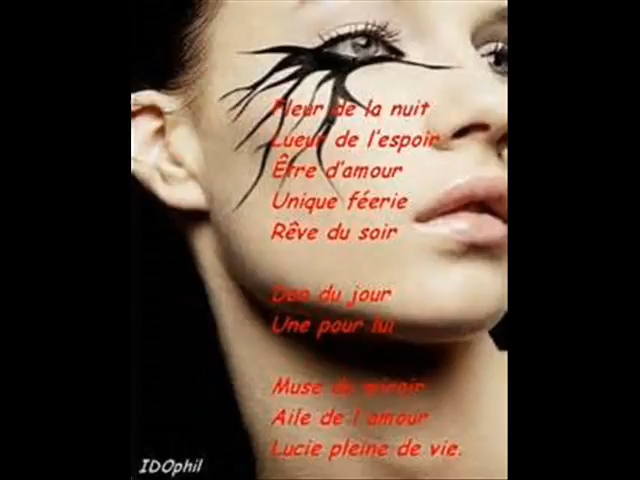 Fleur de la nuit
Lueur de l'espoir
Être d'amour
Unique féerie
Rêve du soir
Don du jour
Une pour lui
Muse du miroir
Aile de l'amour
Lucie pleine de vie.
IDOphil